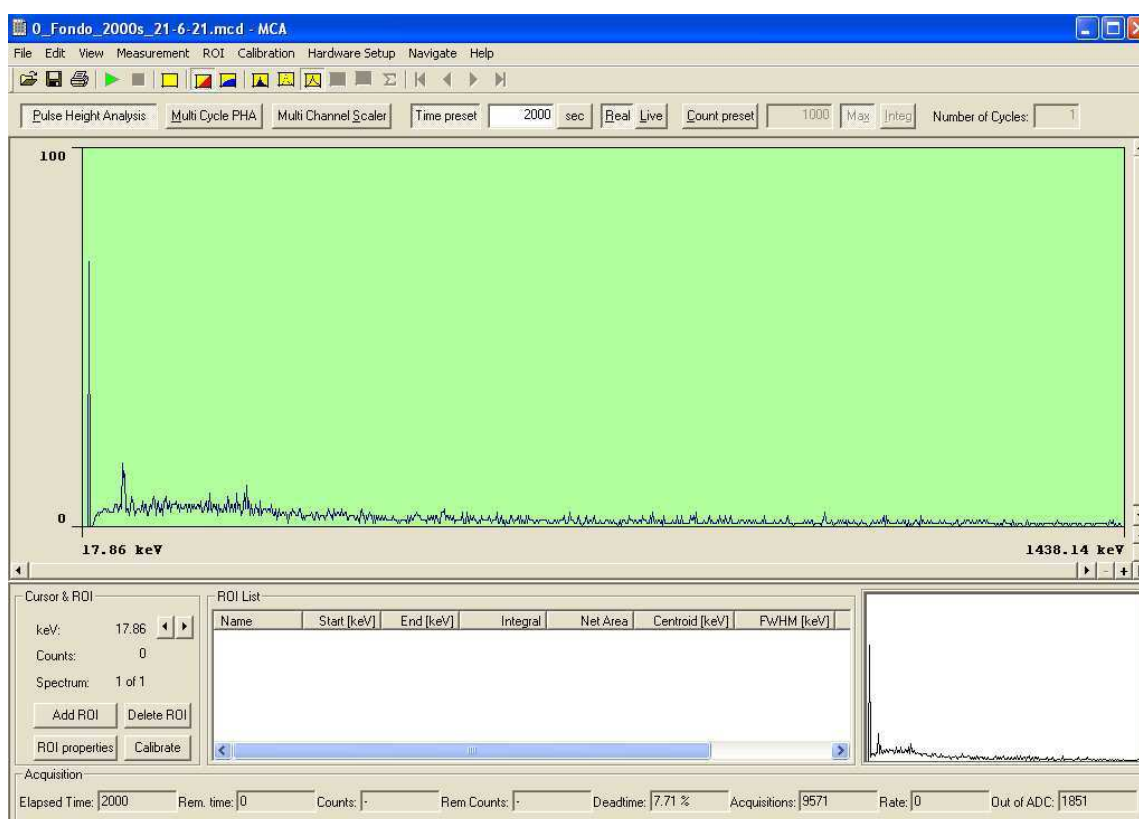 0_Fondo_2000s_21-6-21.mcd - MCA
File Edit View Measurement ROI Calibration Hardware Setup Navigate Help
Pulse Height Analysis Multi Cycle PHA Multi Channel Scaler Time preset 2000 sec Real Live Count preset 1000 Max Integ Number of Cycles: 1
100
0
17.86 keV 1438.14 keV
Cursor & ROI
keV: 17.86
Counts: 0
Spectrum: 1 of 1
Add ROI Delete ROI
ROI properties Calibrate
ROI List
Name Start [keV] End [keV] Integral Net Area Centroid [keV] FWHM [keV]
Acquisition
Elapsed Time: 2000 Rem. time: 0 Counts: - Rem Counts: - Deadtime: 7.71 % Acquisitions: 9571 Rate: 0 Out of ADC: 1851